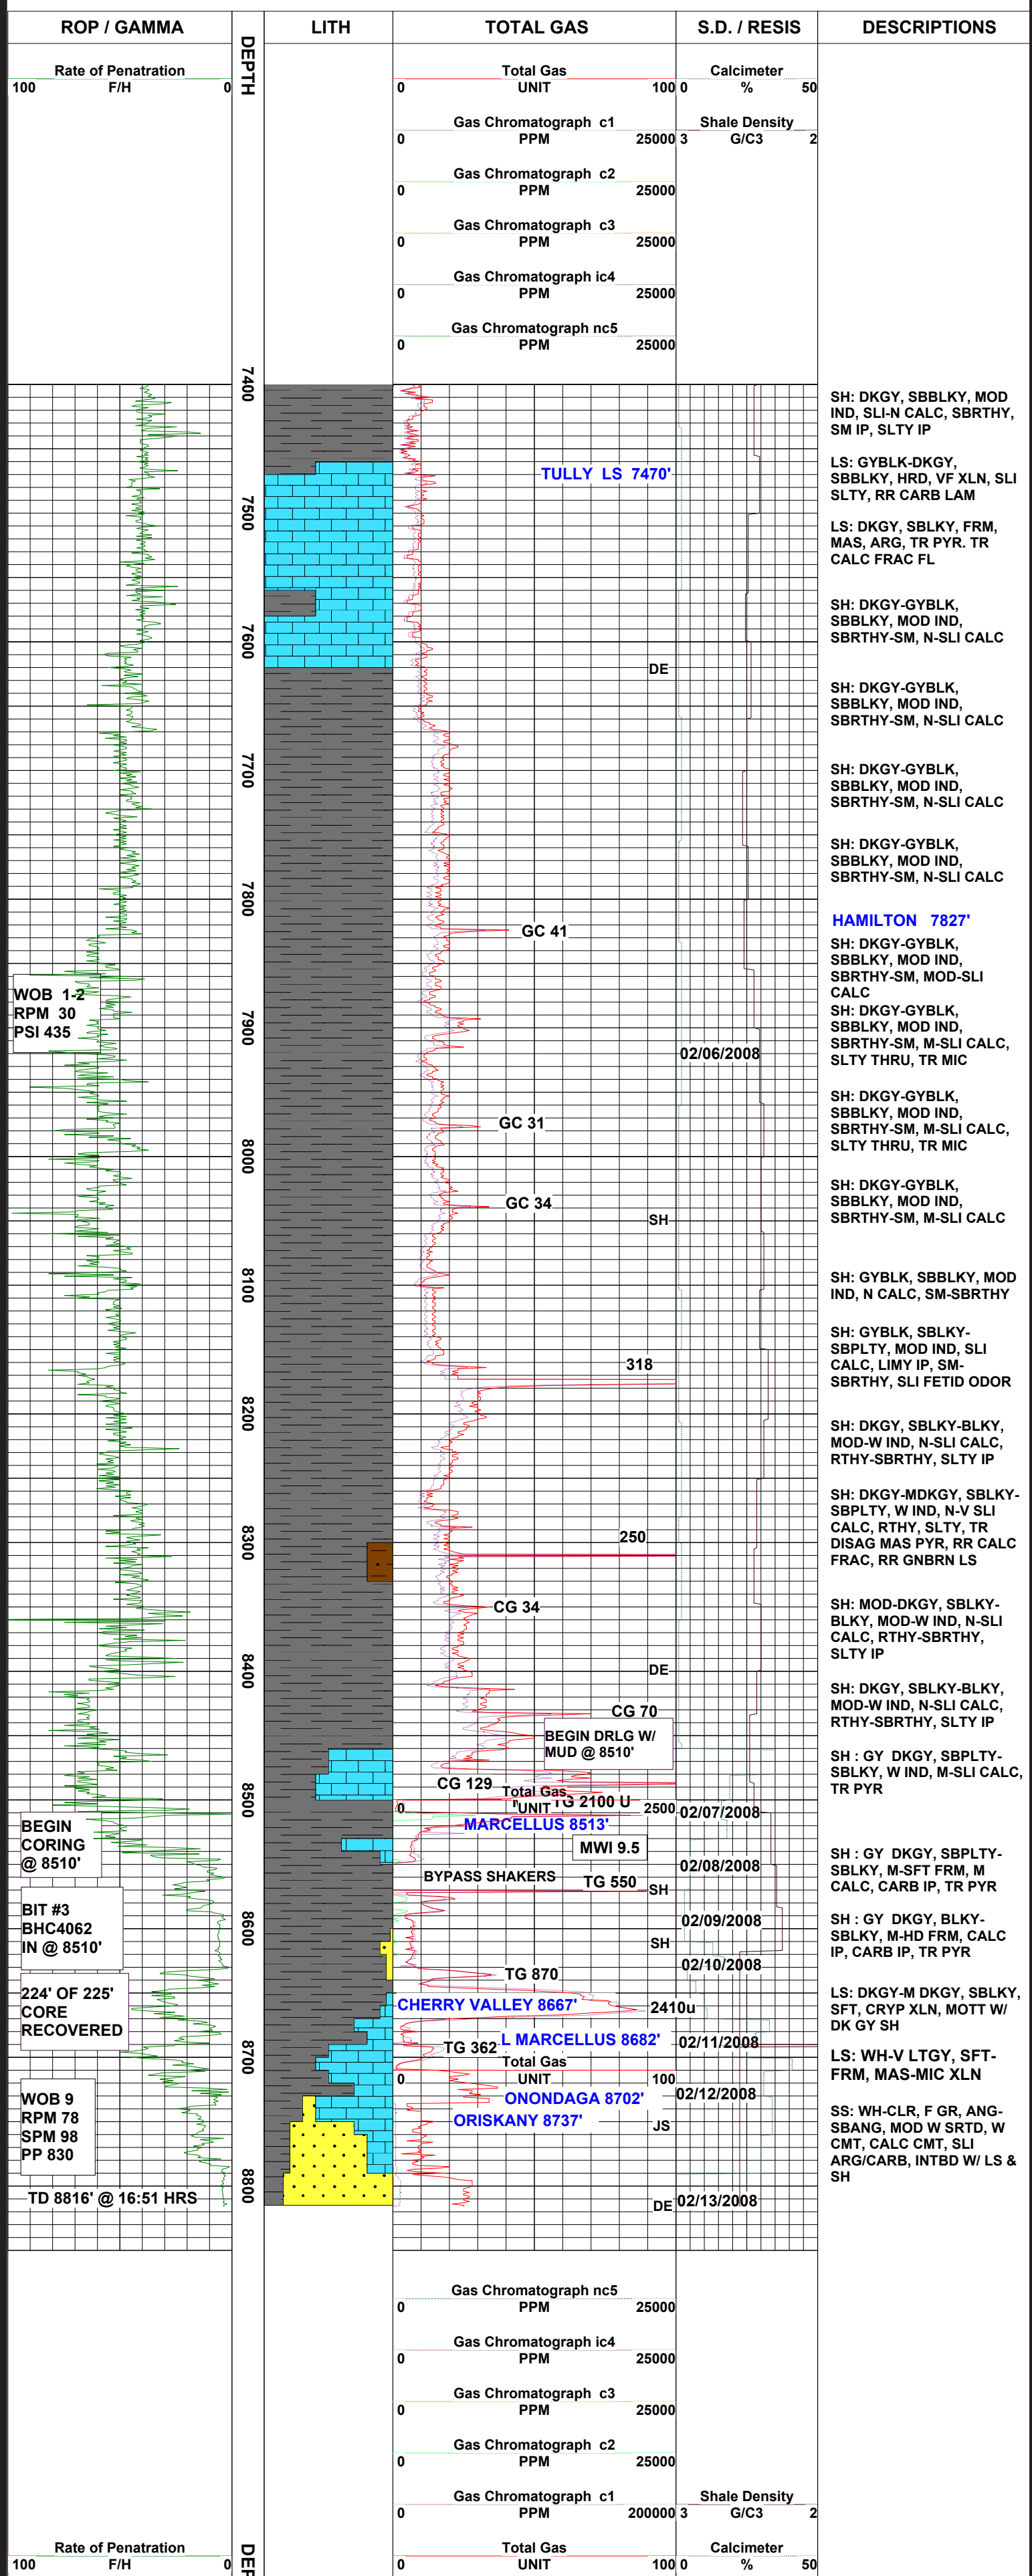 ROP / GAMMA
DEPTH
LITH
TOTAL GAS
S.D. / RESIS
DESCRIPTIONS
Rate of Penatration
100 F/H 0
Total Gas
0 UNIT 100
Calcimeter
0 % 50
Gas Chromatograph c1
0 PPM 25000
Shale Density
3 G/C3 2
Gas Chromatograph c2
0 PPM 25000
Gas Chromatograph c3
0 PPM 25000
Gas Chromatograph ic4
0 PPM 25000
Gas Chromatograph nc5
0 PPM 25000
7400
SH: DKGY, SBBLKY, MOD
IND, SLI-N CALC, SBRTHY,
SM IP, SLTY IP
TULLY LS 7470'
LS: GYBLK-DKGY,
SBBLKY, HRD, VF XLN, SLI
SLTY, RR CARB LAM
7500
LS: DKGY, SBLKY, FRM,
MAS, ARG, TR PYR. TR
CALC FRAC FL
SH: DKGY-GYBLK,
SBBLKY, MOD IND,
SBRTHY-SM, N-SLI CALC
7600
DE
SH: DKGY-GYBLK,
SBBLKY, MOD IND,
SBRTHY-SM, N-SLI CALC
7700
SH: DKGY-GYBLK,
SBBLKY, MOD IND,
SBRTHY-SM, N-SLI CALC
SH: DKGY-GYBLK,
SBBLKY, MOD IND,
SBRTHY-SM, N-SLI CALC
7800
HAMILTON 7827'
GC 41
SH: DKGY-GYBLK,
SBBLKY, MOD IND,
SBRTHY-SM, MOD-SLI
CALC
WOB 1-2
RPM 30
PSI 435
7900
SH: DKGY-GYBLK,
SBBLKY, MOD IND,
SBRTHY-SM, M-SLI CALC,
SLTY THRU, TR MIC
02/06/2008
GC 31
SH: DKGY-GYBLK,
SBBLKY, MOD IND,
SBRTHY-SM, M-SLI CALC,
SLTY THRU, TR MIC
8000
GC 34
SH
SH: DKGY-GYBLK,
SBBLKY, MOD IND,
SBRTHY-SM, M-SLI CALC
8100
SH: GYBLK, SBBLKY, MOD
IND, N CALC, SM-SBRTHY
318
SH: GYBLK, SBLKY-
SBPLTY, MOD IND, SLI
CALC, LIMY IP, SM-
SBRTHY, SLI FETID ODOR
8200
SH: DKGY, SBLKY-BLKY,
MOD-W IND, N-SLI CALC,
RTHY-SBRTHY, SLTY IP
8300
250
SH: DKGY-MDKGY, SBLKY-
SBPLTY, W IND, N-V SLI
CALC, RTHY, SLTY, TR
DISAG MAS PYR, RR CALC
FRAC, RR GNBRN LS
CG 34
SH: MOD-DKGY, SBLKY-
BLKY, MOD-W IND, N-SLI
CALC, RTHY-SBRTHY,
SLTY IP
8400
DE
CG 70
SH: DKGY, SBLKY-BLKY,
MOD-W IND, N-SLI CALC,
RTHY-SBRTHY, SLTY IP
BEGIN DRLG W/
MUD @ 8510'
SH : GY DKGY, SBPLTY-
SBLKY, W IND, M-SLI CALC,
TR PYR
CG 129
8500
Total Gas
TG 2100 U
0 UNIT 2500
02/07/2008
MARCELLUS 8513'
BEGIN
CORING
@ 8510'
MWI 9.5
02/08/2008
SH : GY DKGY, SBPLTY-
SBLKY, M-SFT FRM, M
CALC, CARB IP, TR PYR
BYPASS SHAKERS
TG 550
SH
BIT #3
BHC4062
IN @ 8510'
02/09/2008
8600
SH
SH : GY DKGY, BLKY-
SBLKY, M-HD FRM, CALC
IP, CARB IP, TR PYR
02/10/2008
TG 870
224' OF 225'
CORE
RECOVERED
CHERRY VALLEY 8667'
2410u
LS: DKGY-M DKGY, SBLKY,
SFT, CRYP XLN, MOTT W/
DK GY SH
L MARCELLUS 8682'
02/11/2008
TG 362
8700
LS: WH-V LTGY, SFT-
FRM, MAS-MIC XLN
Total Gas
0 UNIT 100
02/12/2008
ONONDAGA 8702'
WOB 9
RPM 78
SPM 98
PP 830
ORISKANY 8737'
JS
SS: WH-CLR, F GR, ANG-
SBANG, MOD W SRTD, W
CMT, CALC CMT, SLI
ARG/CARB, INTBD W/ LS &
SH
8800
TD 8816' @ 16:51 HRS
DE
02/13/2008
Gas Chromatograph nc5
0 PPM 25000
Gas Chromatograph ic4
0 PPM 25000
Gas Chromatograph c3
0 PPM 25000
Gas Chromatograph c2
0 PPM 25000
Gas Chromatograph c1
0 PPM 200000
Shale Density
3 G/C3 2
Rate of Penatration
100 F/H 0
DEP
Total Gas
0 UNIT 100
Calcimeter
0 % 50